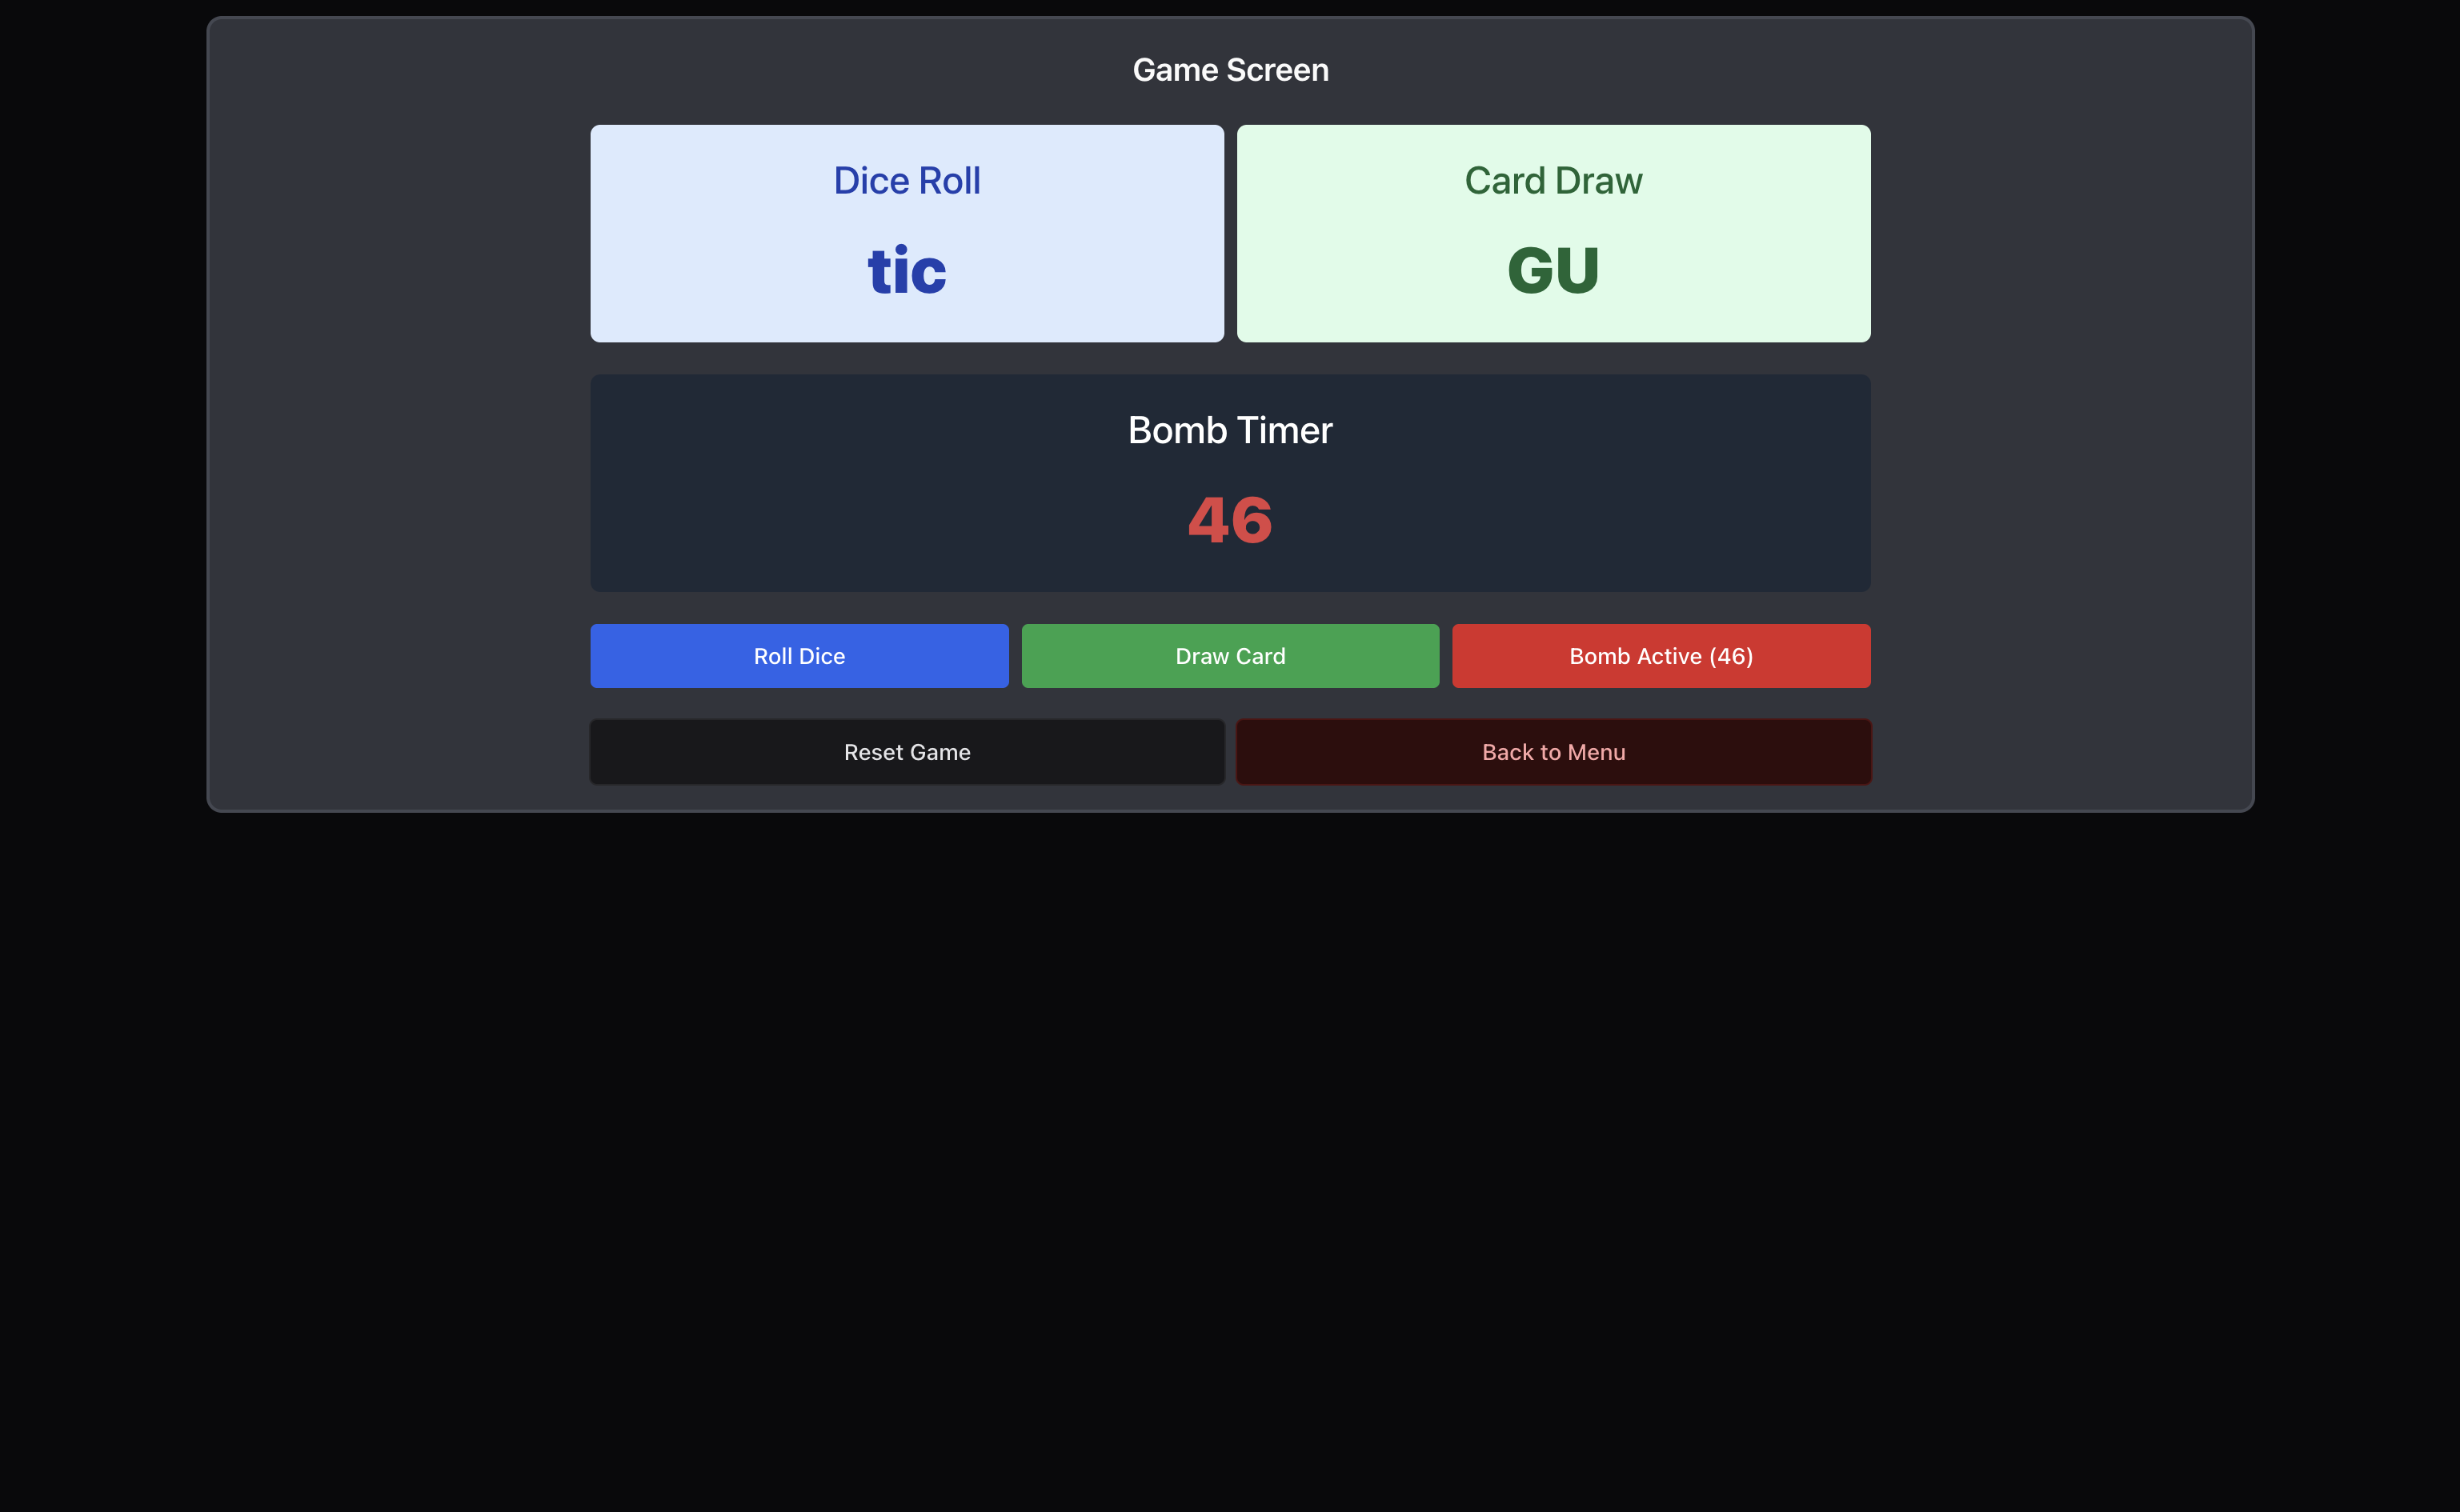 Game Screen
Dice Roll
tic
Card Draw
GU
Bomb Timer
46
Roll Dice
Draw Card
Bomb Active (46)
Reset Game
Back to Menu